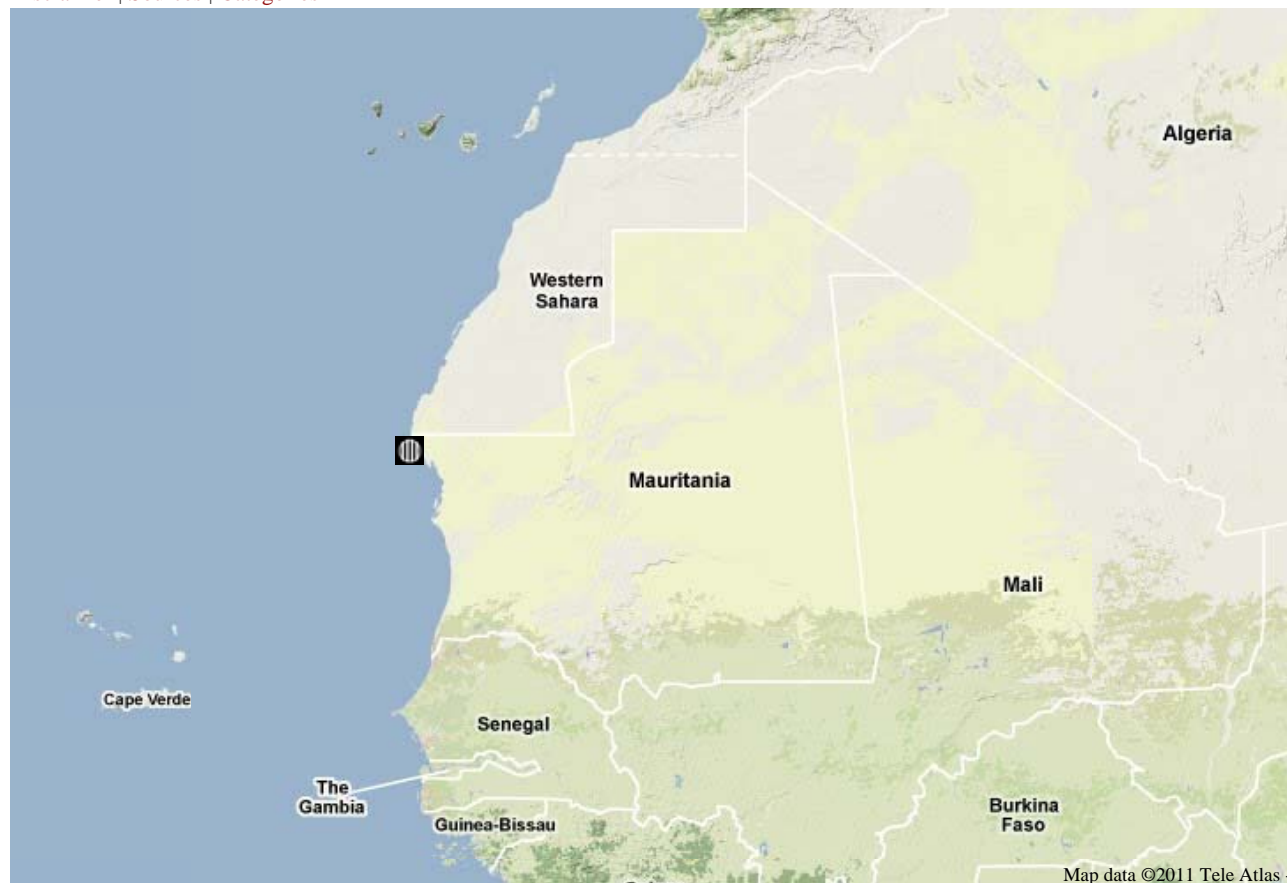 Algeria
Western
Sahara
Mauritania
Mali
Cape Verde
Senegal
The
Gambia
Guinea-Bissau
Burkina
Faso
Map data ©2011 Tele Atlas